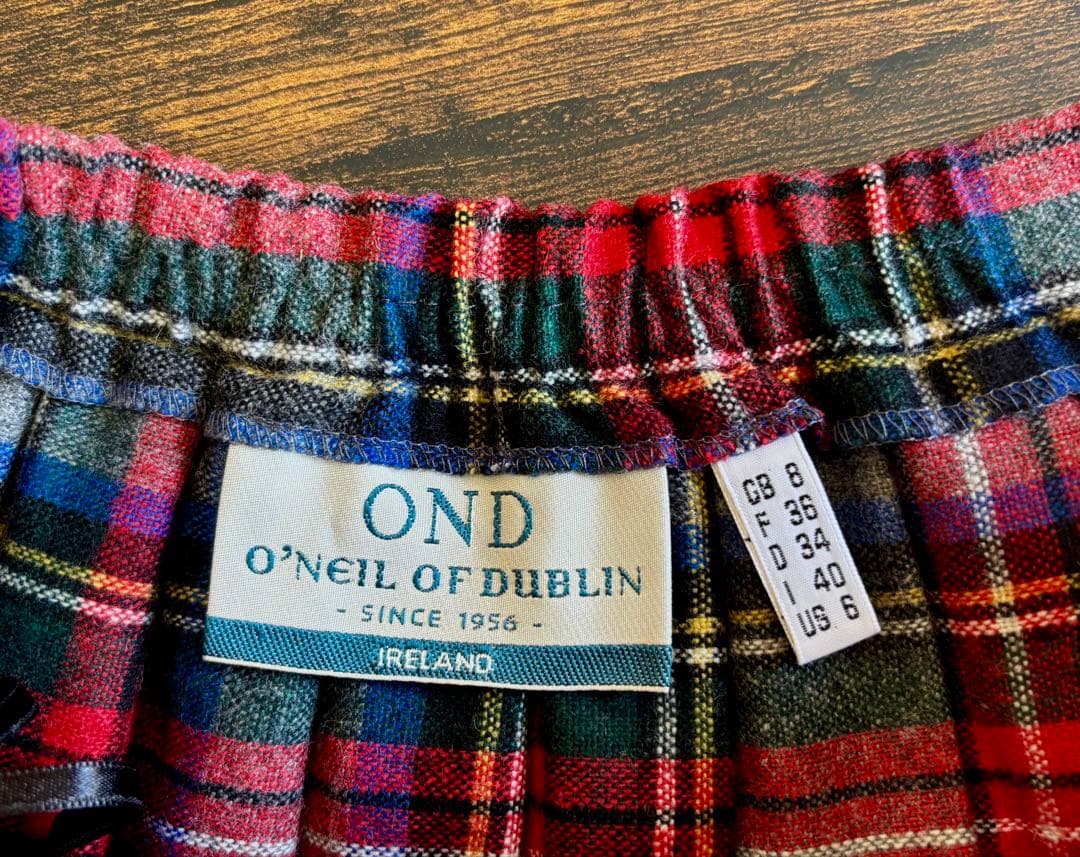 OND
O'NEIL OF DUBLIN
- SINCE 1956 -
IRELAND
GB 8
F 36
D 34
I 40
US 6